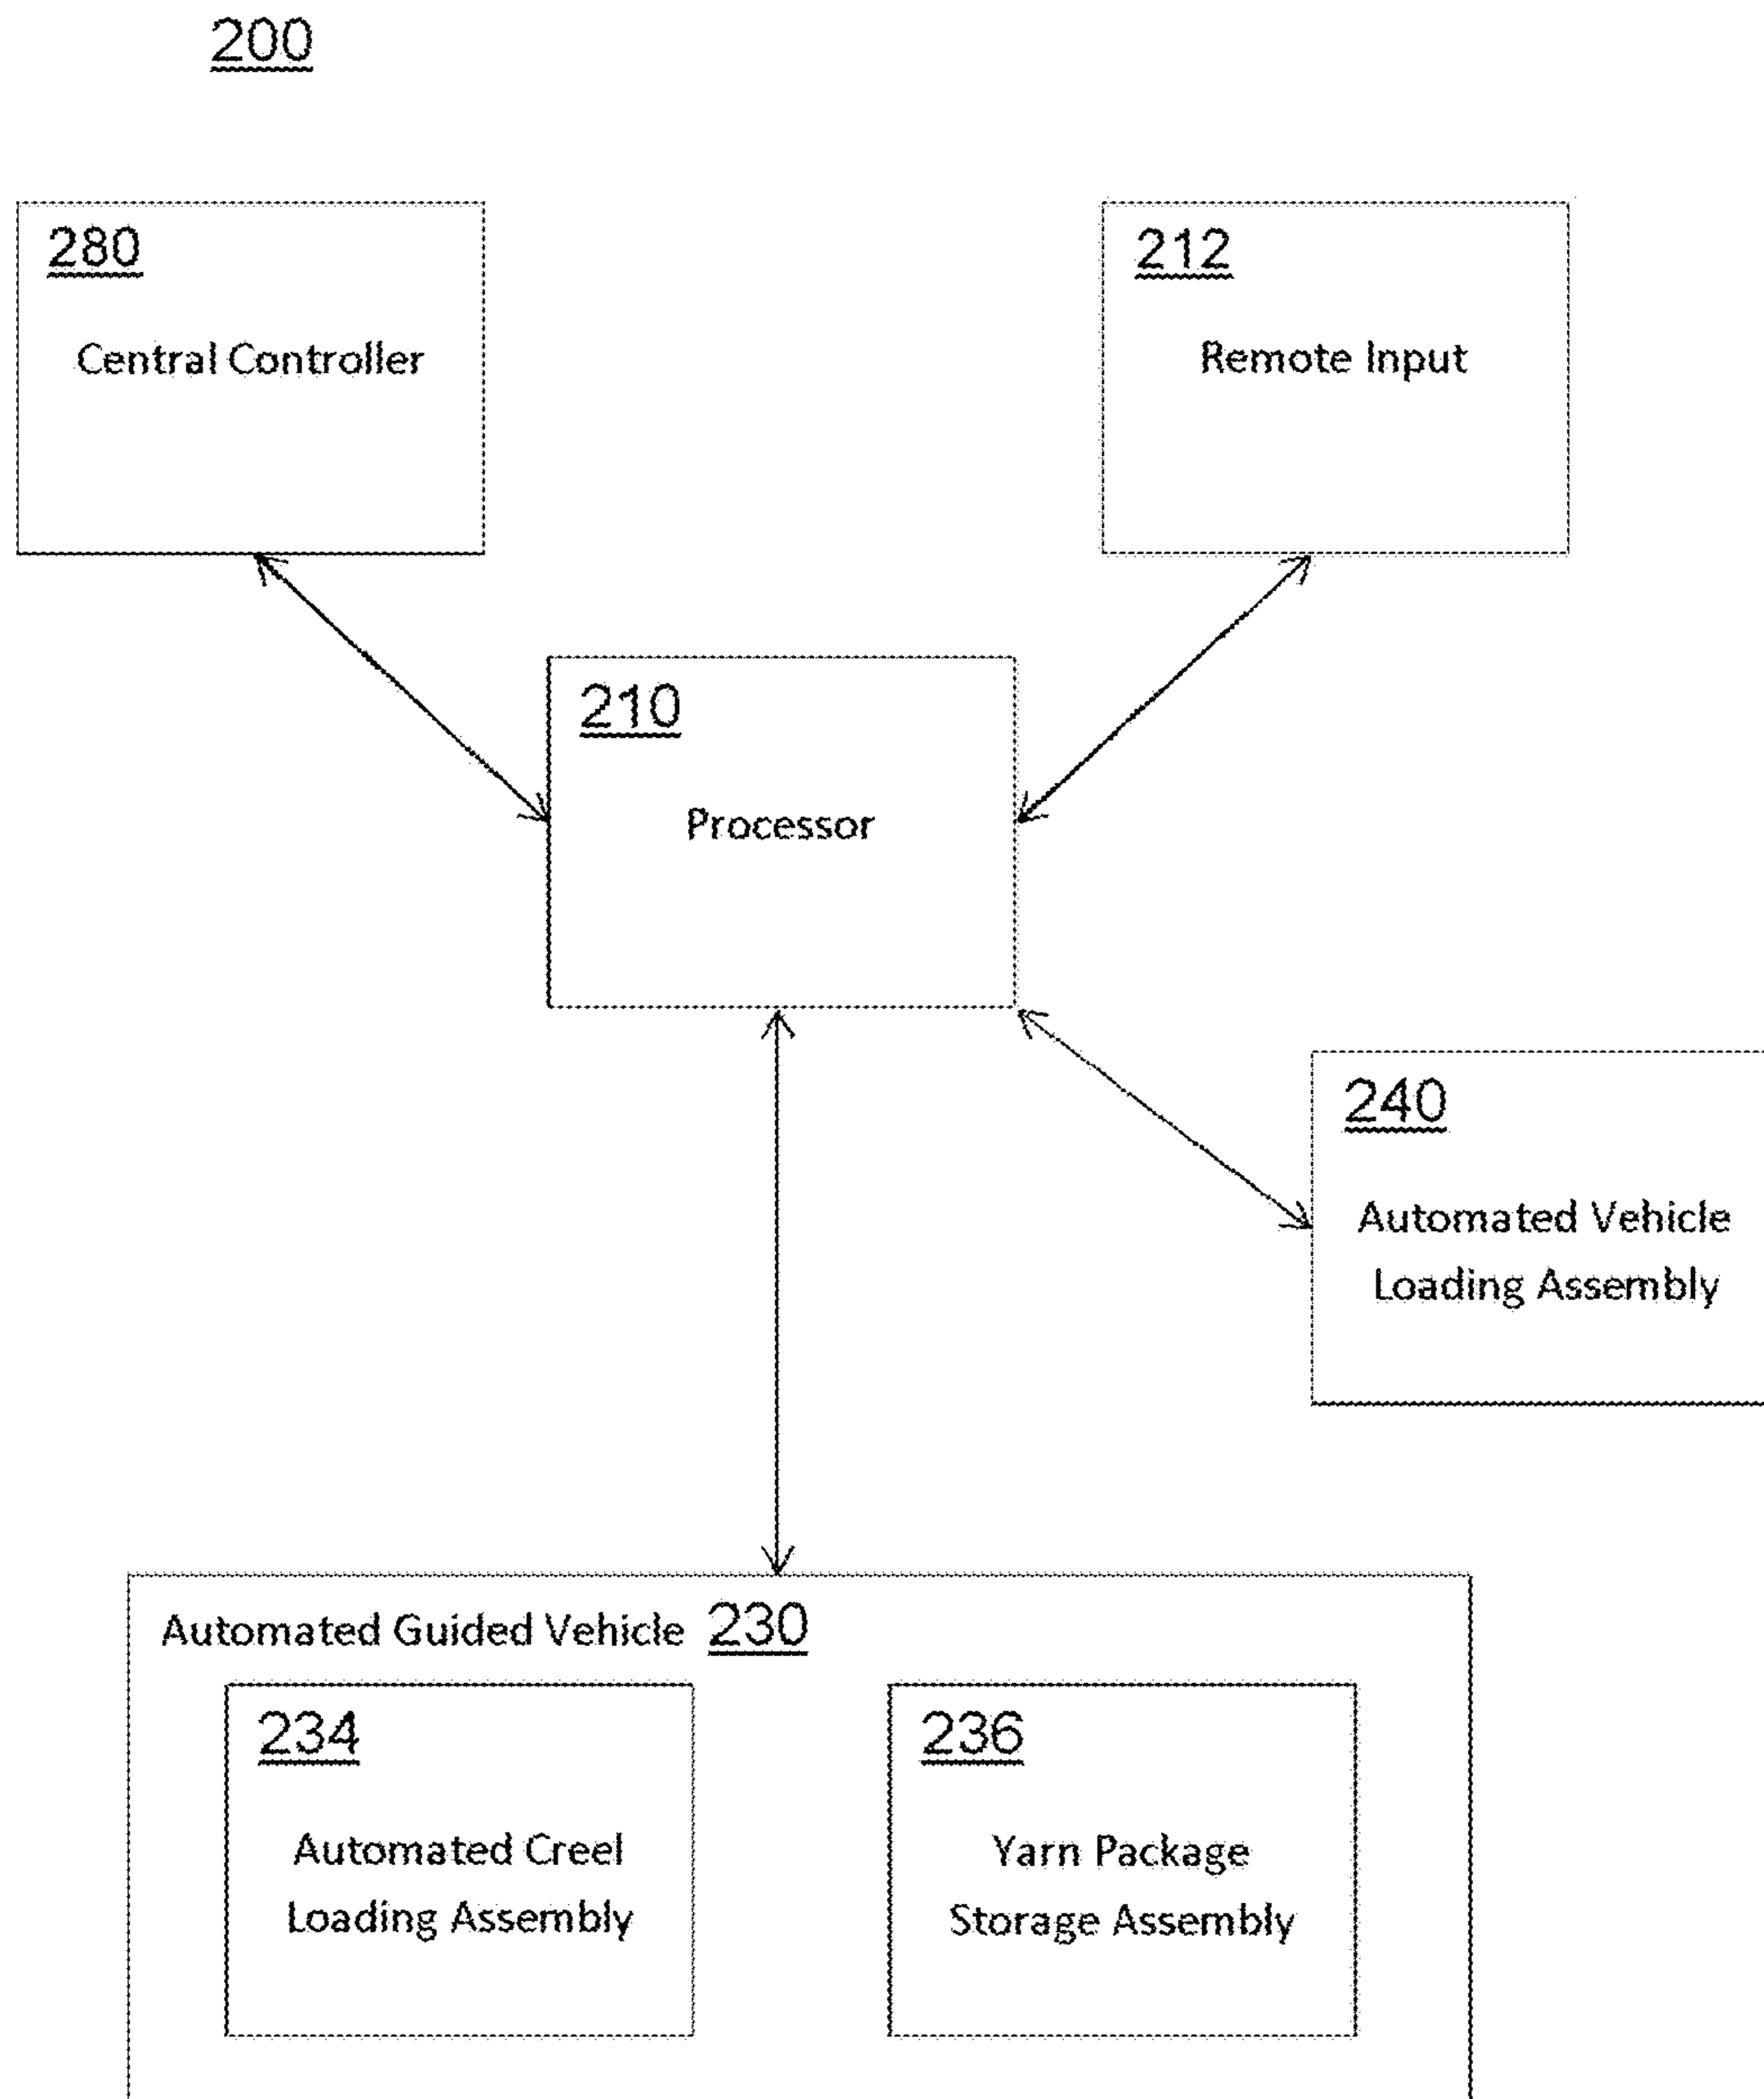 200
280
Central Controller
212
Remote Input
210
Processor
240
Automated Vehicle
Loading Assembly
Automated Guided Vehicle 230
234
Automated Creel
Loading Assembly
236
Yarn Package
Storage Assembly